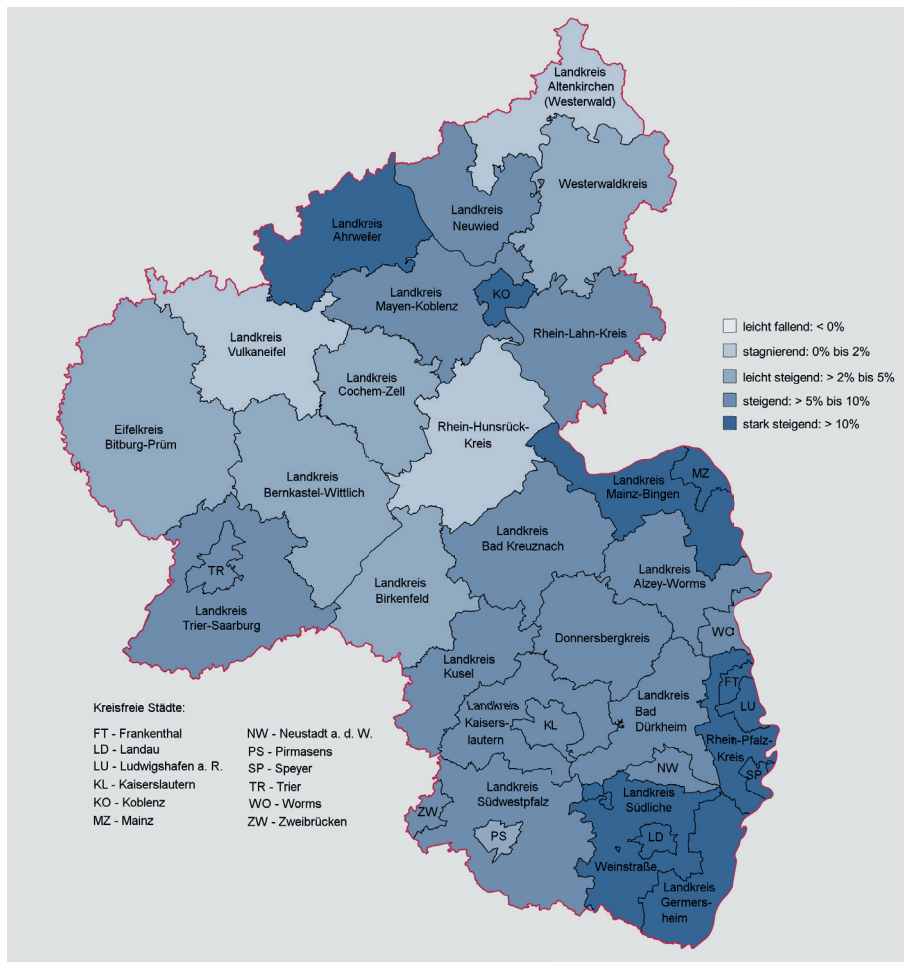 Landkreis
Altenkirchen
(Westerwald)
Westerwaldkreis
Landkreis
Neuwied
Landkreis
Ahrweiler
Landkreis
Mayen-Koblenz
KO
Rhein-Lahn-Kreis
Landkreis
Vulkaneifel
Landkreis
Cochem-Zell
Rhein-Hunsrück-
Kreis
Eifelkreis
Bitburg-Prüm
Landkreis
Bernkastel-Wittlich
Landkreis
Mainz-Bingen
MZ
Landkreis
Bad Kreuznach
Landkreis
Alzey-Worms
TR
Landkreis
Trier-Saarburg
Landkreis
Birkenfeld
WO
Donnersbergkreis
Landkreis
Kusel
FT
LU
Landkreis
Kaisers-
lautern
KL
Landkreis
Bad
Dürkheim
Rhein-Pfalz-
Kreis
SP
NW
Landkreis
Südwestpfalz
ZW
PS
Landkreis
Südliche
Weinstraße
LD
Landkreis
Germers-
heim
leicht fallend: < 0%
stagnierend: 0% bis 2%
leicht steigend: > 2% bis 5%
steigend: > 5% bis 10%
stark steigend: > 10%
Kreisfreie Städte:
FT - Frankenthal
LD - Landau
LU - Ludwigshafen a. R.
KL - Kaiserslautern
KO - Koblenz
MZ - Mainz
NW - Neustadt a. d. W.
PS - Pirmasens
SP - Speyer
TR - Trier
WO - Worms
ZW - Zweibrücken